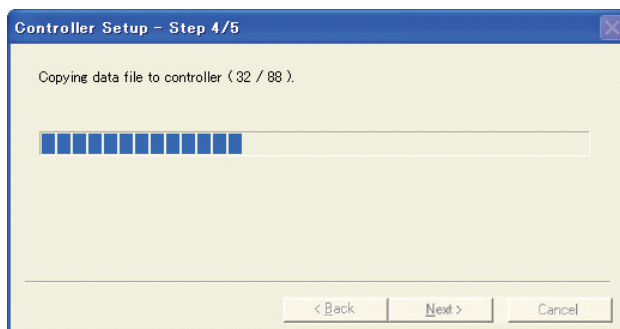 Controller Setup - Step 4/5
Copying data file to controller ( 32 / 88 ).
< Back
Next >
Cancel